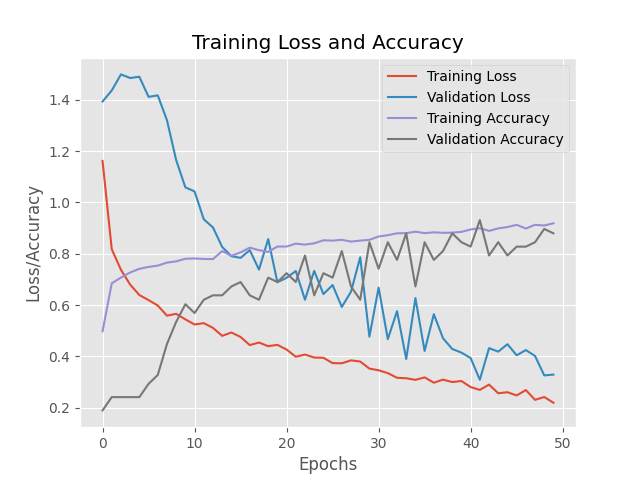 Training Loss and Accuracy
Training Loss
Validation Loss
Training Accuracy
Validation Accuracy
Loss/Accuracy
1.4
1.2
1.0
0.8
0.6
0.4
0.2
0 10 20 30 40 50
Epochs